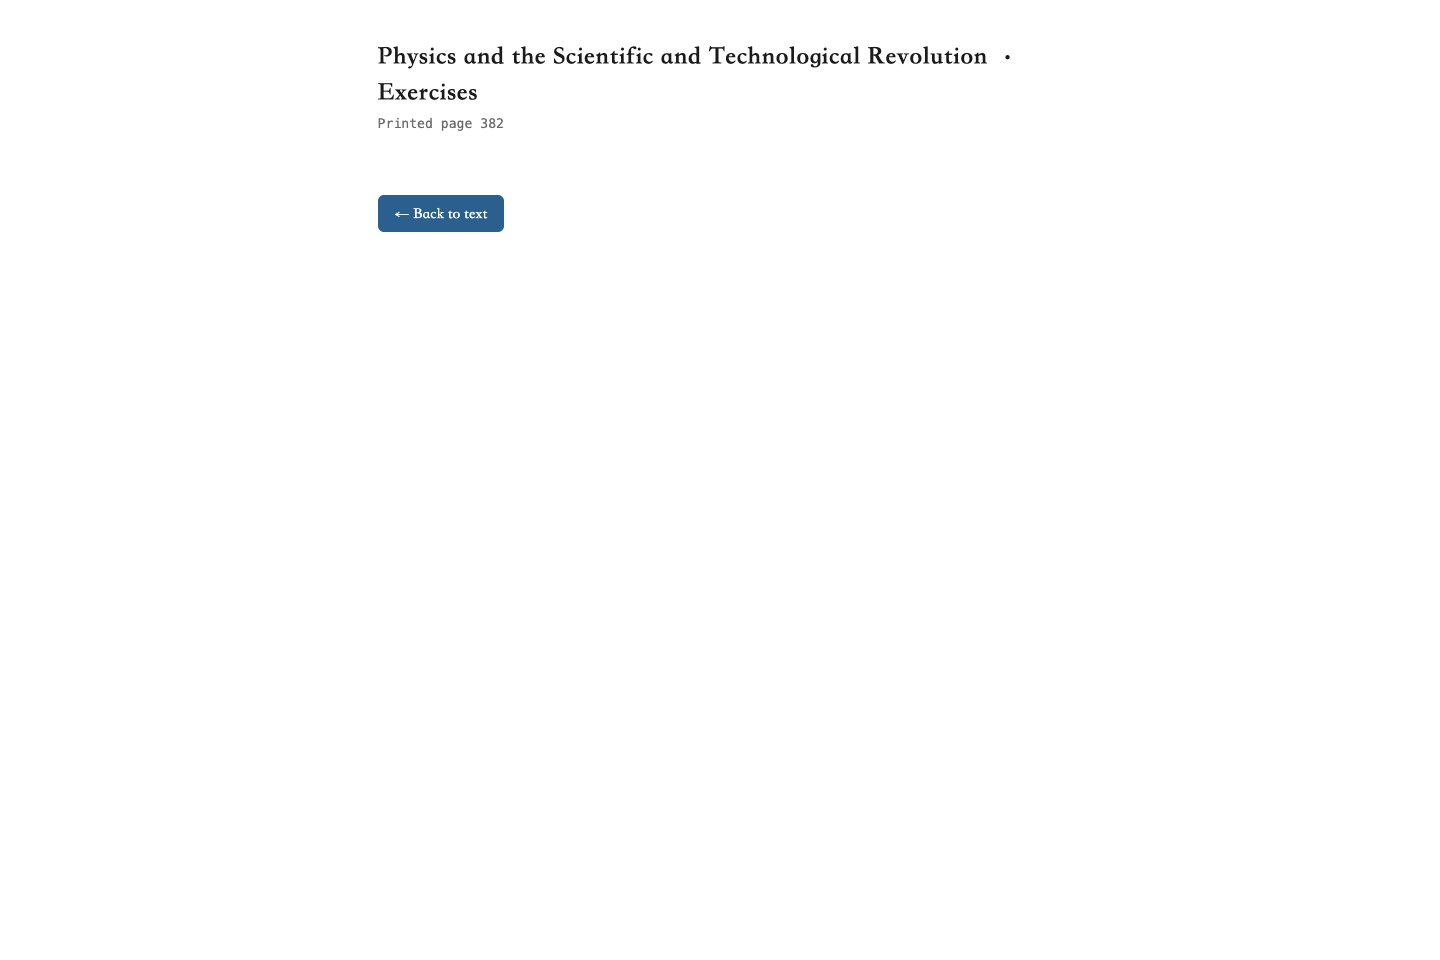 Physics and the Scientific and Technological Revolution •
Exercises
Printed page 382
← Back to text